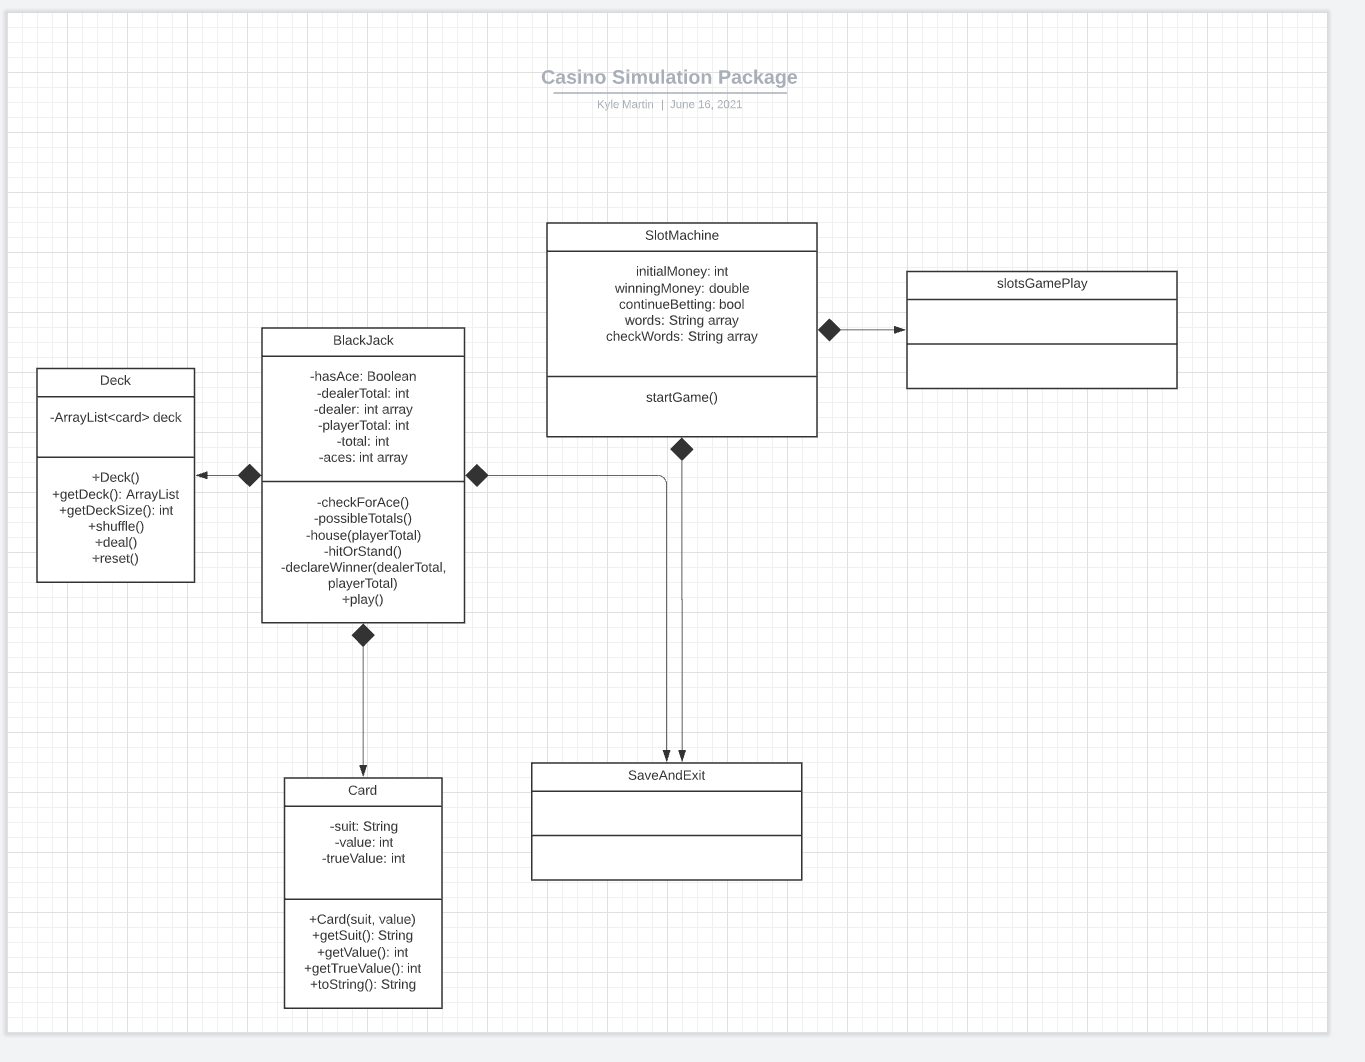 Casino Simulation Package
Kyle Martin | June 16, 2021
SlotMachine
initialMoney: int
winningMoney: double
continueBetting: bool
words: String array
checkWords: String array
startGame()
slotsGamePlay
BlackJack
-hasAce: Boolean
-dealerTotal: int
-dealer: int array
-playerTotal: int
-total: int
-aces: int array
-checkForAce()
-possibleTotals()
-house(playerTotal)
-hitOrStand()
-declareWinner(dealerTotal,
playerTotal)
+play()
Deck
-ArrayList<card> deck
+Deck()
+getDeck(): ArrayList
+getDeckSize(): int
+shuffle()
+deal()
+reset()
Card
-suit: String
-value: int
-trueValue: int
+Card(suit, value)
+getSuit(): String
+getValue(): int
+getTrueValue(): int
+toString(): String
SaveAndExit